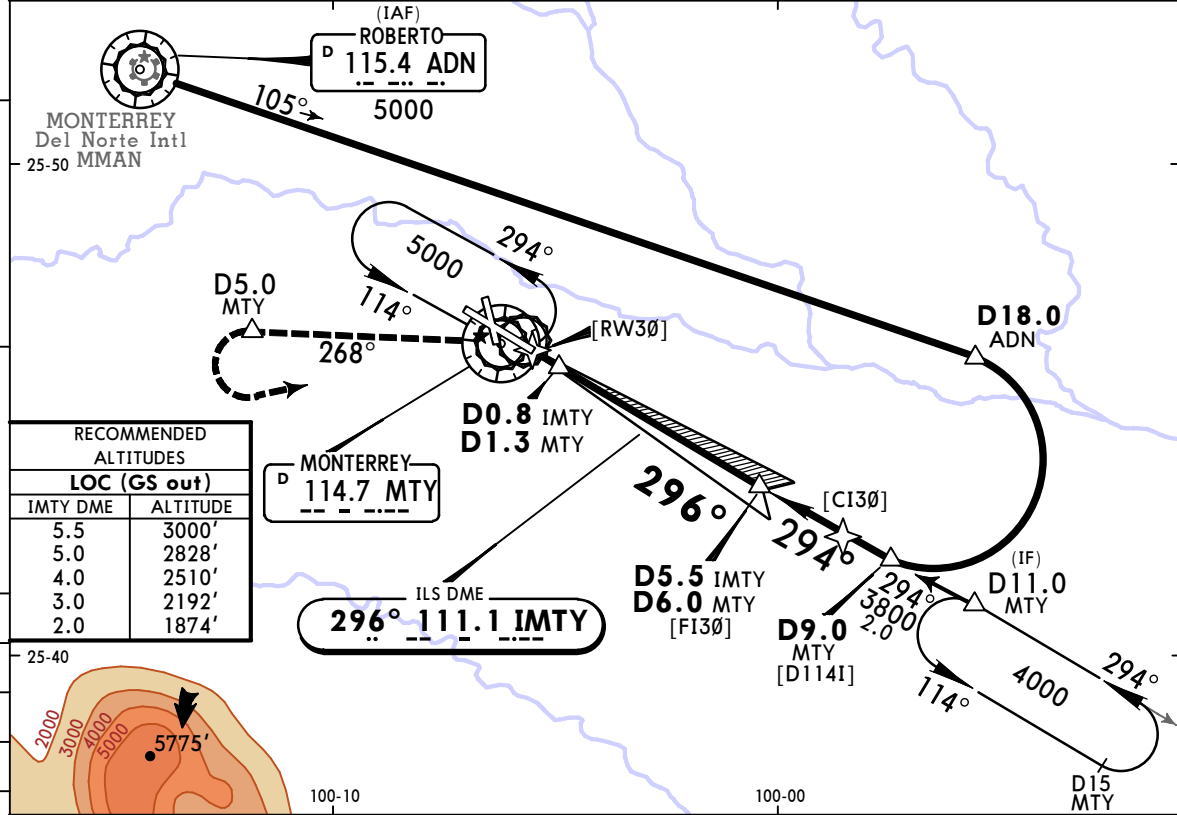 (IAF)
ROBERTO
D 115.4 ADN
5000
105°
MONTERREY
Del Norte Intl
MMAN
25-50
294°
5000
114°
D5.0
MTY
268°
[RW3Ø]
D18.0
ADN
D0.8 IMTY
D1.3 MTY
RECOMMENDED
ALTITUDES
LOC (GS out)
IMTY DME ALTITUDE
5.5 3000'
5.0 2828'
4.0 2510'
3.0 2192'
2.0 1874'
MONTERREY
D 114.7 MTY
296°
[CI3Ø]
294°
D5.5 IMTY
D6.0 MTY
[FI3Ø]
ILS DME
296° 111.1 IMTY
D9.0
MTY
[D114I]
294°
3800
2.0
(IF)
D11.0
MTY
294°
4000
114°
D15
MTY
25-40
2000
3000
4000
5000
5775'
100-10
100-00